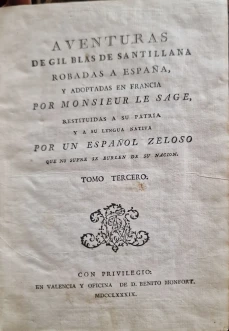 AVENTURAS
DE GIL BLAS DE SANTILLANA
ROBADAS A ESPAÑA,
Y ADOPTADAS EN FRANCIA
POR MONSIEUR LE SAGE,
RESTITUIDAS A SU PATRIA
Y A SU LENGUA NATIVA
POR UN ESPAÑOL ZELOSO
QUE NO SUFRE SE BURLEN DE SU NACION.
TOMO TERCERO.
CON PRIVILEGIO:
EN VALENCIA Y OFICINA DE D. BENITO MONFORT.
MDCCLXXXIX.